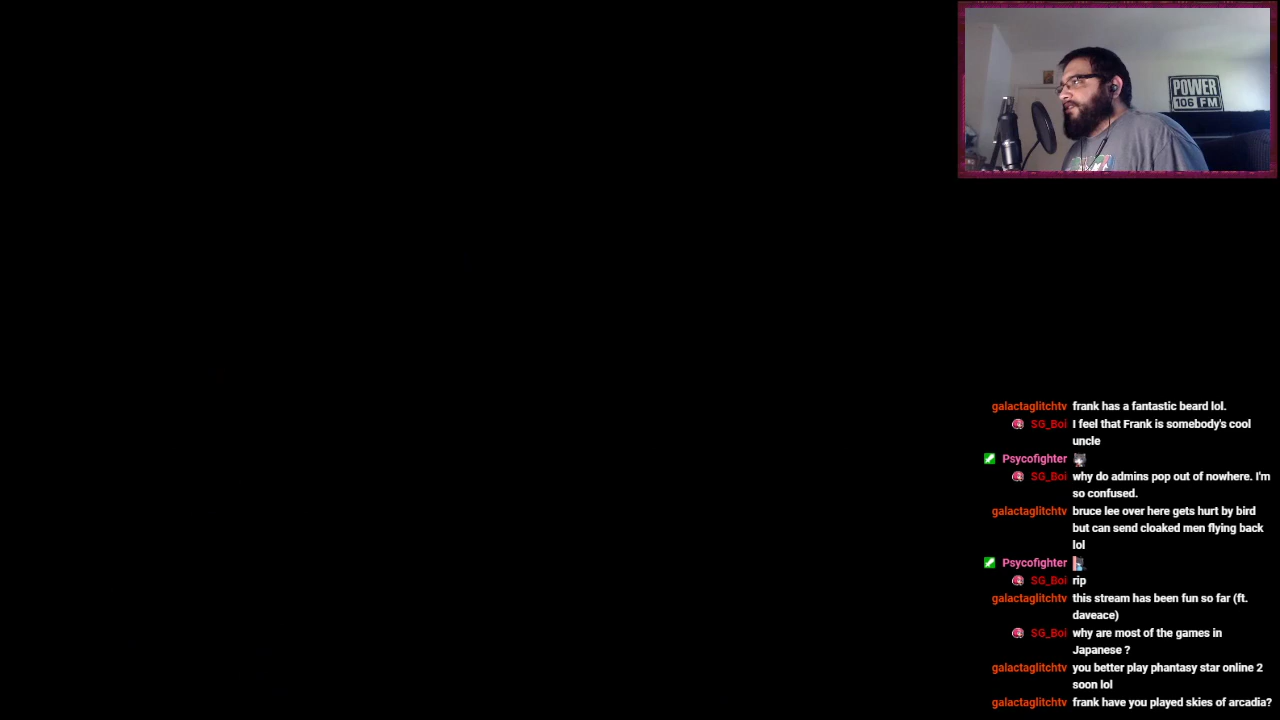 POWER
106 FM
galactaglitchtv frank has a fantastic beard lol.
SG_Boi I feel that Frank is somebody's cool
uncle
Psycofighter
SG_Boi why do admins pop out of nowhere. I'm
so confused.
galactaglitchtv bruce lee over here gets hurt by bird
but can send cloaked men flying back
lol
Psycofighter
SG_Boi rip
galactaglitchtv this stream has been fun so far (ft.
daveace)
SG_Boi why are most of the games in
Japanese ?
galactaglitchtv you better play phantasy star online 2
soon lol
galactaglitchtv frank have you played skies of arcadia?